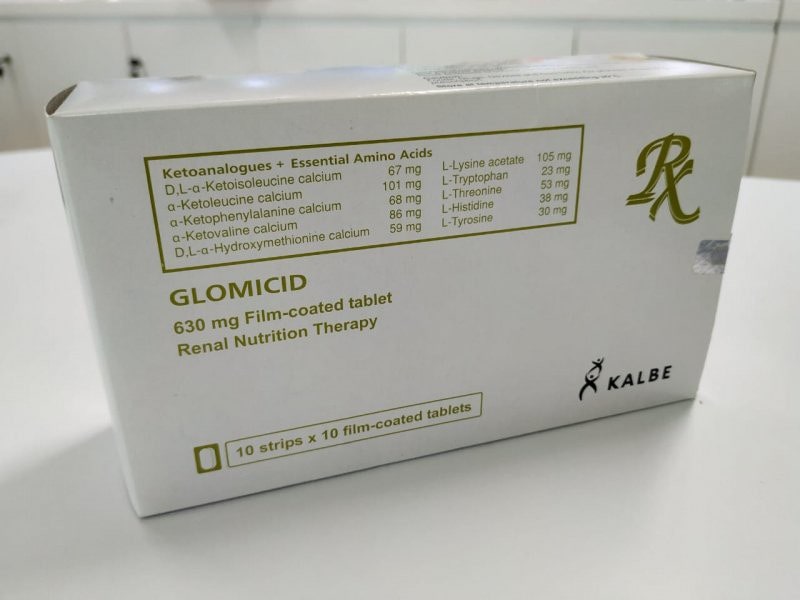 Ketoanalogues + Essential Amino Acids
D,L-α-Ketoisoleucine calcium 67 mg
α-Ketoleucine calcium 101 mg
α-Ketophenylalanine calcium 68 mg
α-Ketovaline calcium 86 mg
D,L-α-Hydroxymethionine calcium 59 mg
L-Lysine acetate 105 mg
L-Tryptophan 23 mg
L-Threonine 53 mg
L-Histidine 38 mg
L-Tyrosine 30 mg
Rx
GLOMICID
630 mg Film-coated tablet
Renal Nutrition Therapy
KALBE
10 strips x 10 film-coated tablets